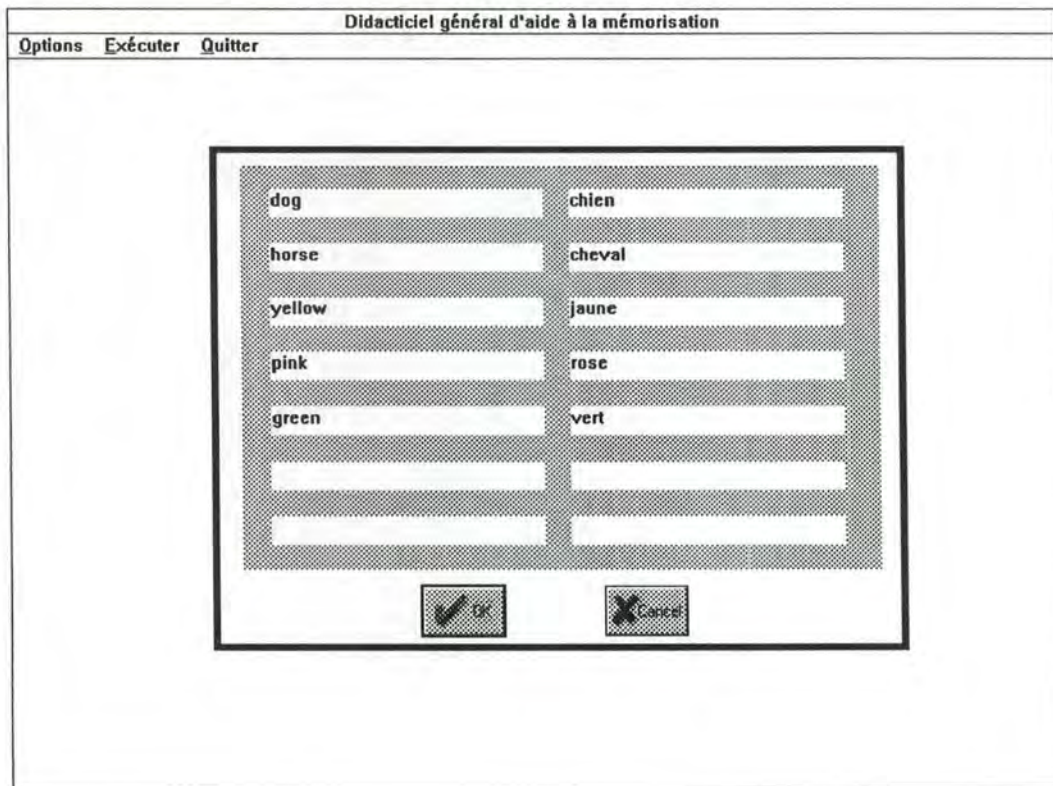 Didacticiel général d'aide à la mémorisation
Options Exécuter Quitter
dog chien
horse cheval
yellow jaune
pink rose
green vert
OK Cancel